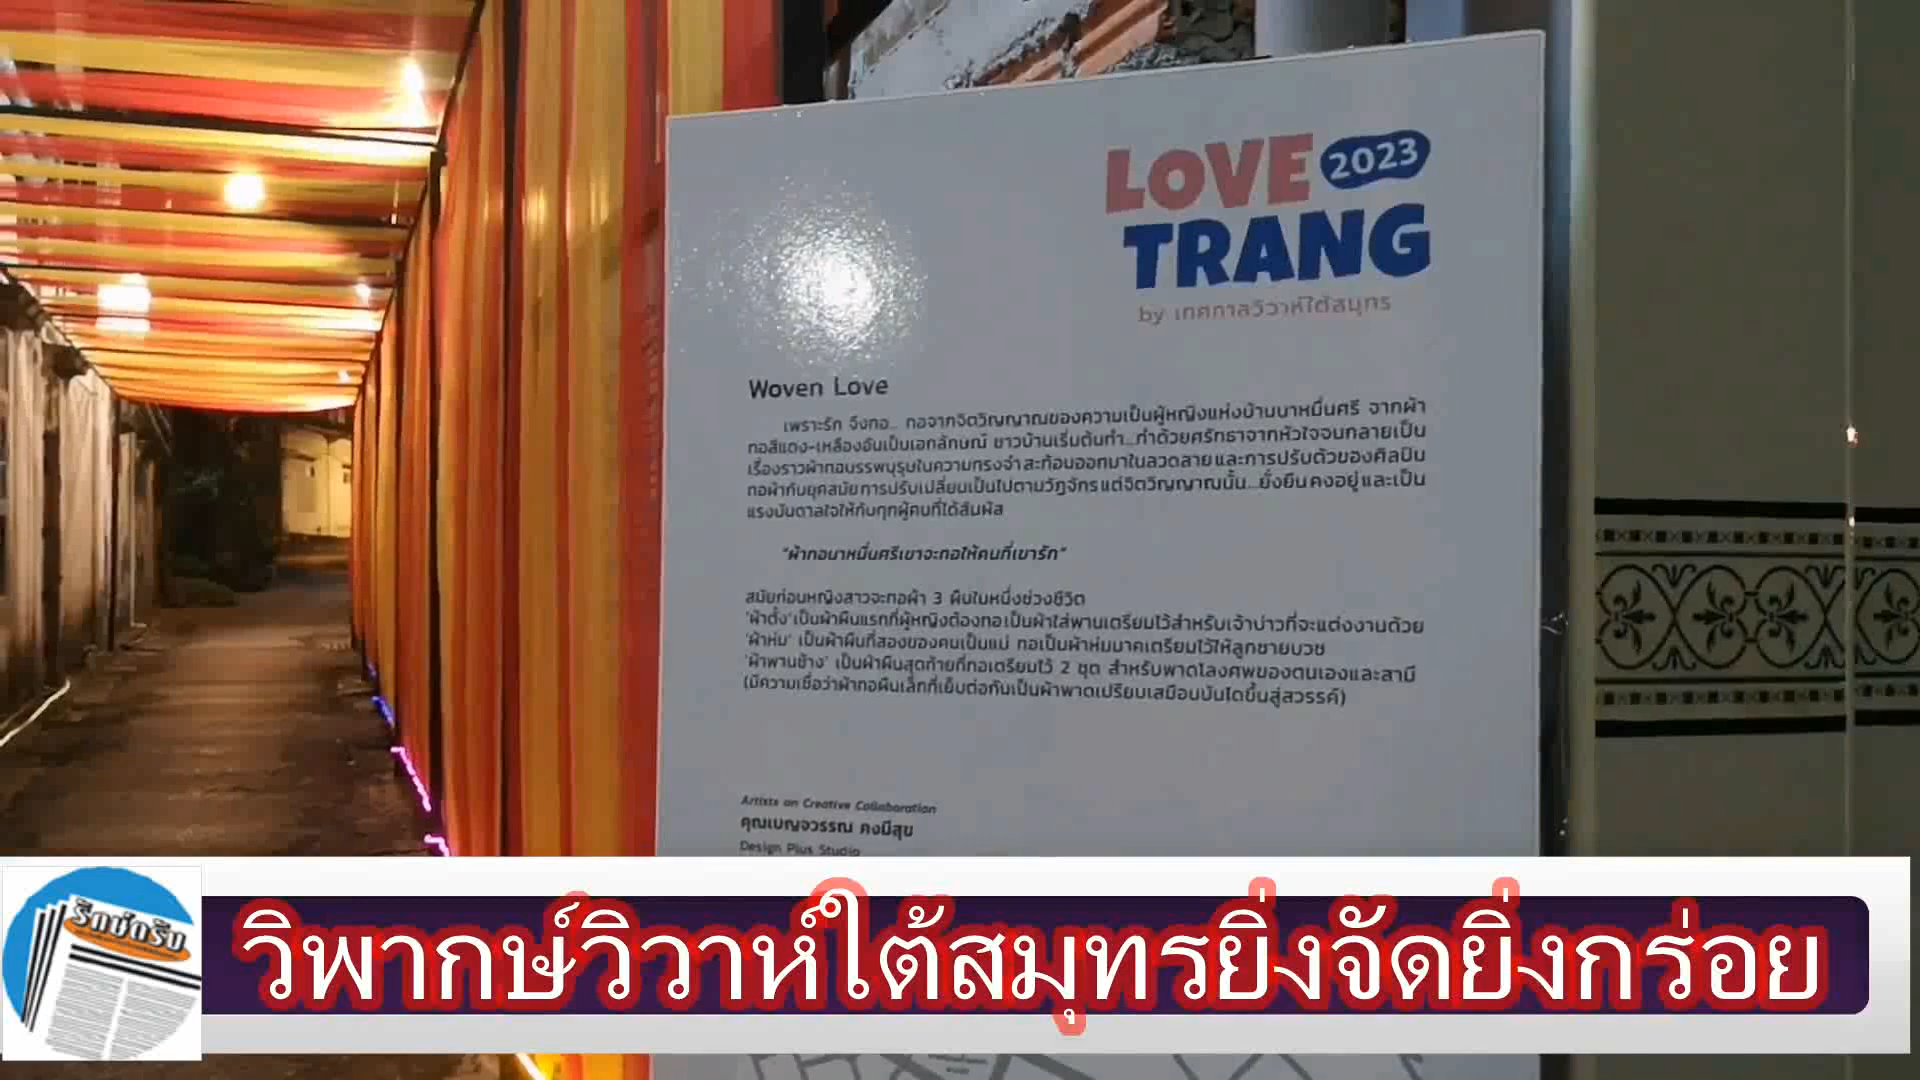 LOVE 2023
TRANG
by เทศกาลวิวาห์ใต้สมุทร
Woven Love
เพราะรัก จึงทอ... ทอจากจิตวิญญาณของความเป็นผู้หญิงแห่งบ้านนาหมื่นศรี จากผ้า
ทอสีแดง-เหลืองอันเป็นเอกลักษณ์ ชาวบ้านเริ่มต้นทำ...ทำด้วยศรัทธาจากหัวใจจนกลายเป็น
เรื่องราวผ้าทอบรรพบุรุษในความทรงจำ สะท้อนออกมาในลวดลายและการปรับตัวของศิลปิน
ทอผ้ากับยุคสมัยการปรับเปลี่ยนเป็นไปตามวัฏจักร แต่จิตวิญญาณนั้น...ยั่งยืนคงอยู่และเป็น
แรงบันดาลใจให้กับทุกผู้คนที่ได้สัมผัส
"ผ้าทอนาหมื่นศรีเขาจะทอให้คนที่เขารัก"
สมัยก่อนหญิงสาวจะทอผ้า 3 ผืนในหนึ่งช่วงชีวิต
'ผ้าตั้ง' เป็นผ้าผืนแรกที่ผู้หญิงต้องทอ เป็นผ้าใส่พานเตรียมไว้สำหรับเจ้าบ่าวที่จะแต่งงานด้วย
'ผ้าห่ม' เป็นผ้าผืนที่สองของคนเป็นแม่ ทอเป็นผ้าห่มนาคเตรียมไว้ให้ลูกชายบวช
'ผ้าพานช้าง' เป็นผ้าผืนสุดท้ายที่ทอเตรียมไว้ 2 ชุด สำหรับพาดโลงศพของตนเองและสามี
(มีความเชื่อว่าผ้าทอผืนเล็กที่เย็บต่อกันเป็นผ้าพาดเปรียบเสมือนบันไดขึ้นสู่สวรรค์)
Artists on Creative Collaboration
คุณเบญจวรรณ คงมีสุข
Design Plus Studio
รักษ์ตรัง
วิพากษ์วิวาห์ใต้สมุทรยิ่งจัดยิ่งกร่อย